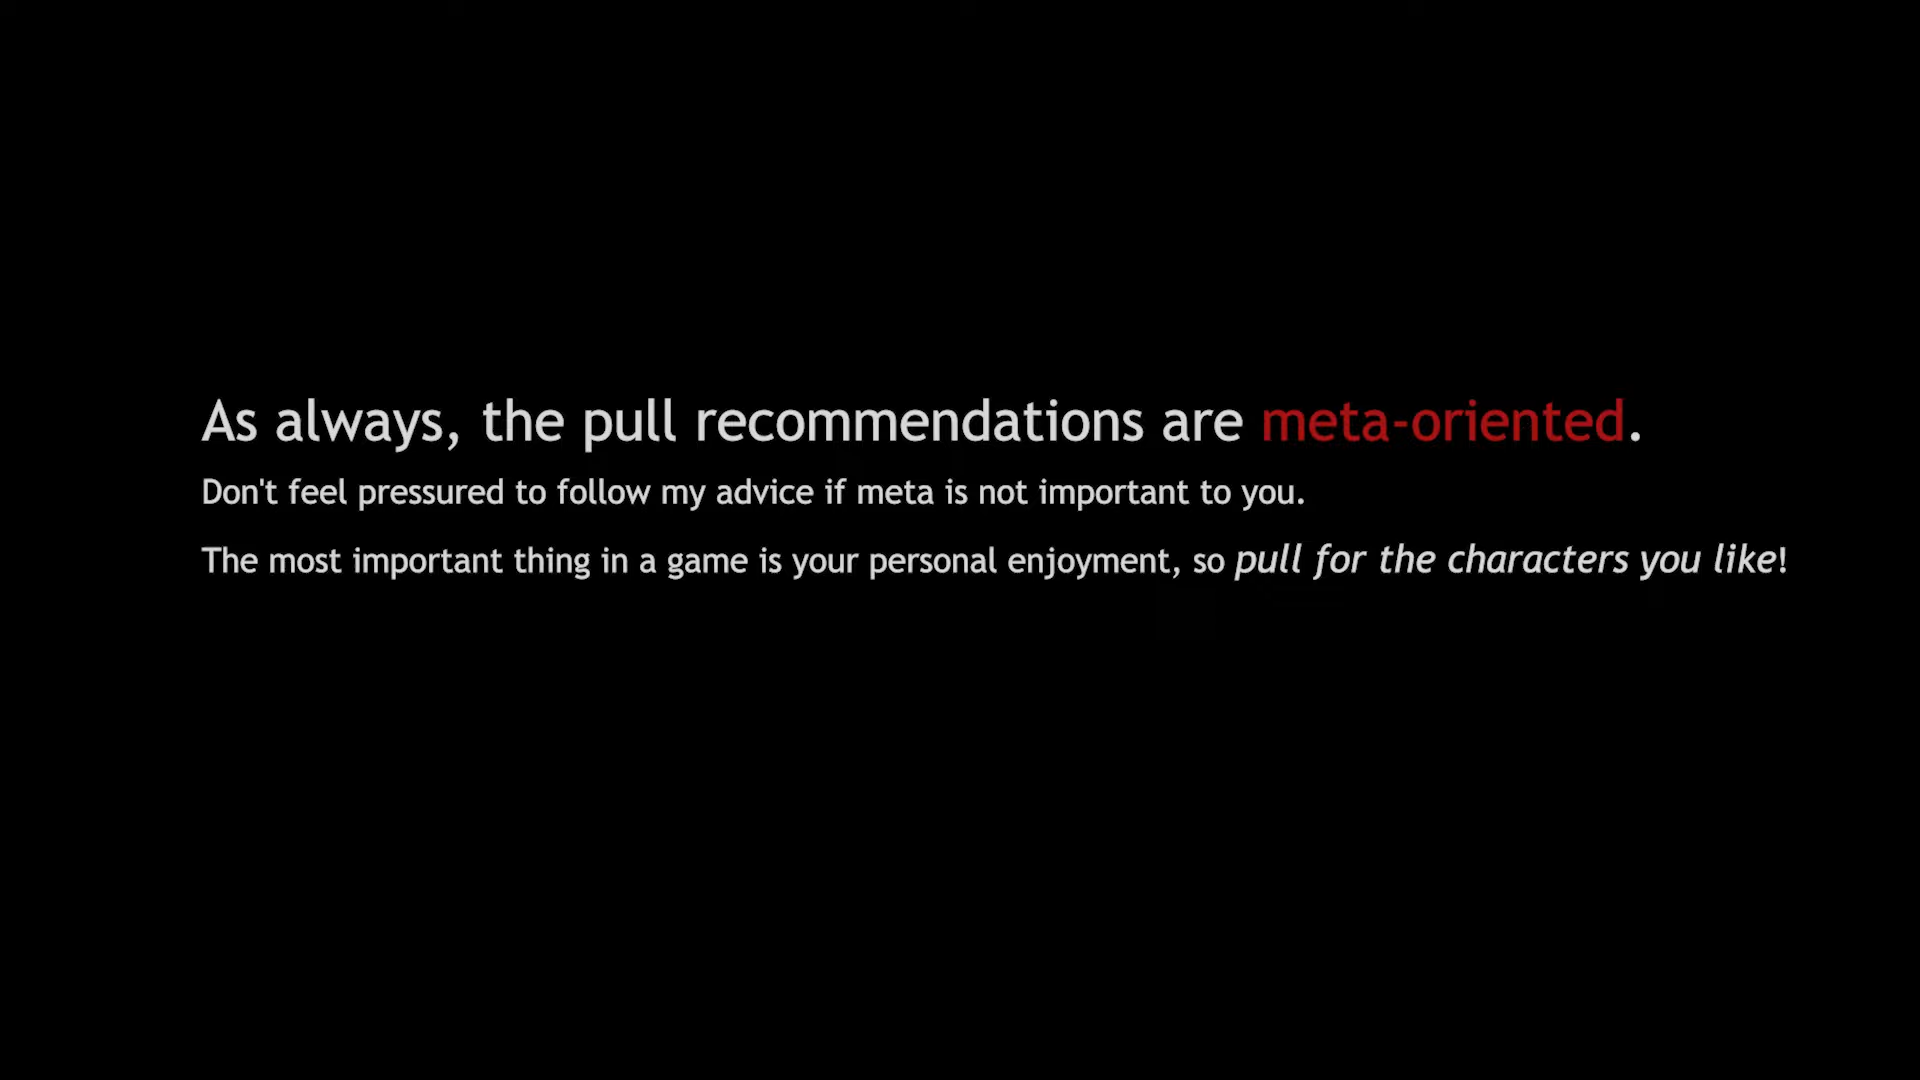 As always, the pull recommendations are meta-oriented.
Don't feel pressured to follow my advice if meta is not important to you.
The most important thing in a game is your personal enjoyment, so pull for the characters you like!